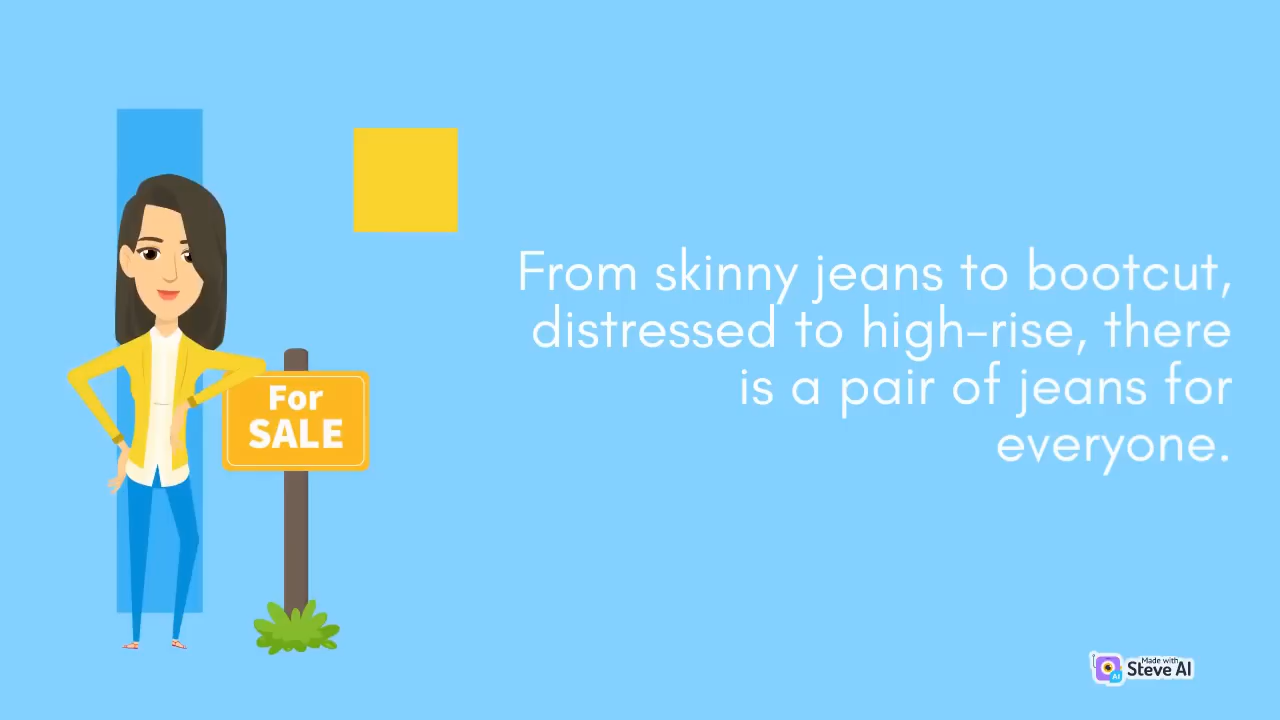 For
SALE
From skinny jeans to bootcut,
distressed to high-rise, there
is a pair of jeans for
everyone.
Made with
Steve AI
AI